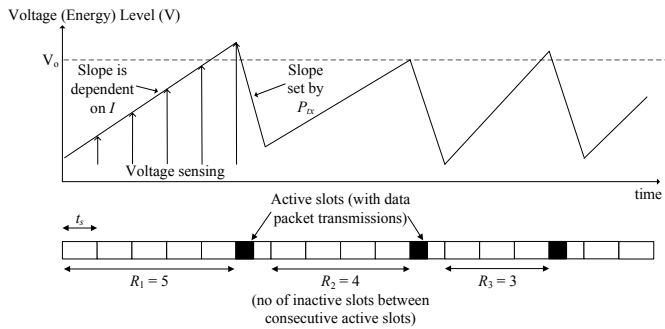 Voltage (Energy) Level (V)
Vo
Slope is
dependent
on I
Slope
set by
Ptx
Voltage sensing
time
ts
Active slots (with data
packet transmissions)
R1 = 5
R2 = 4
R3 = 3
(no of inactive slots between
consecutive active slots)